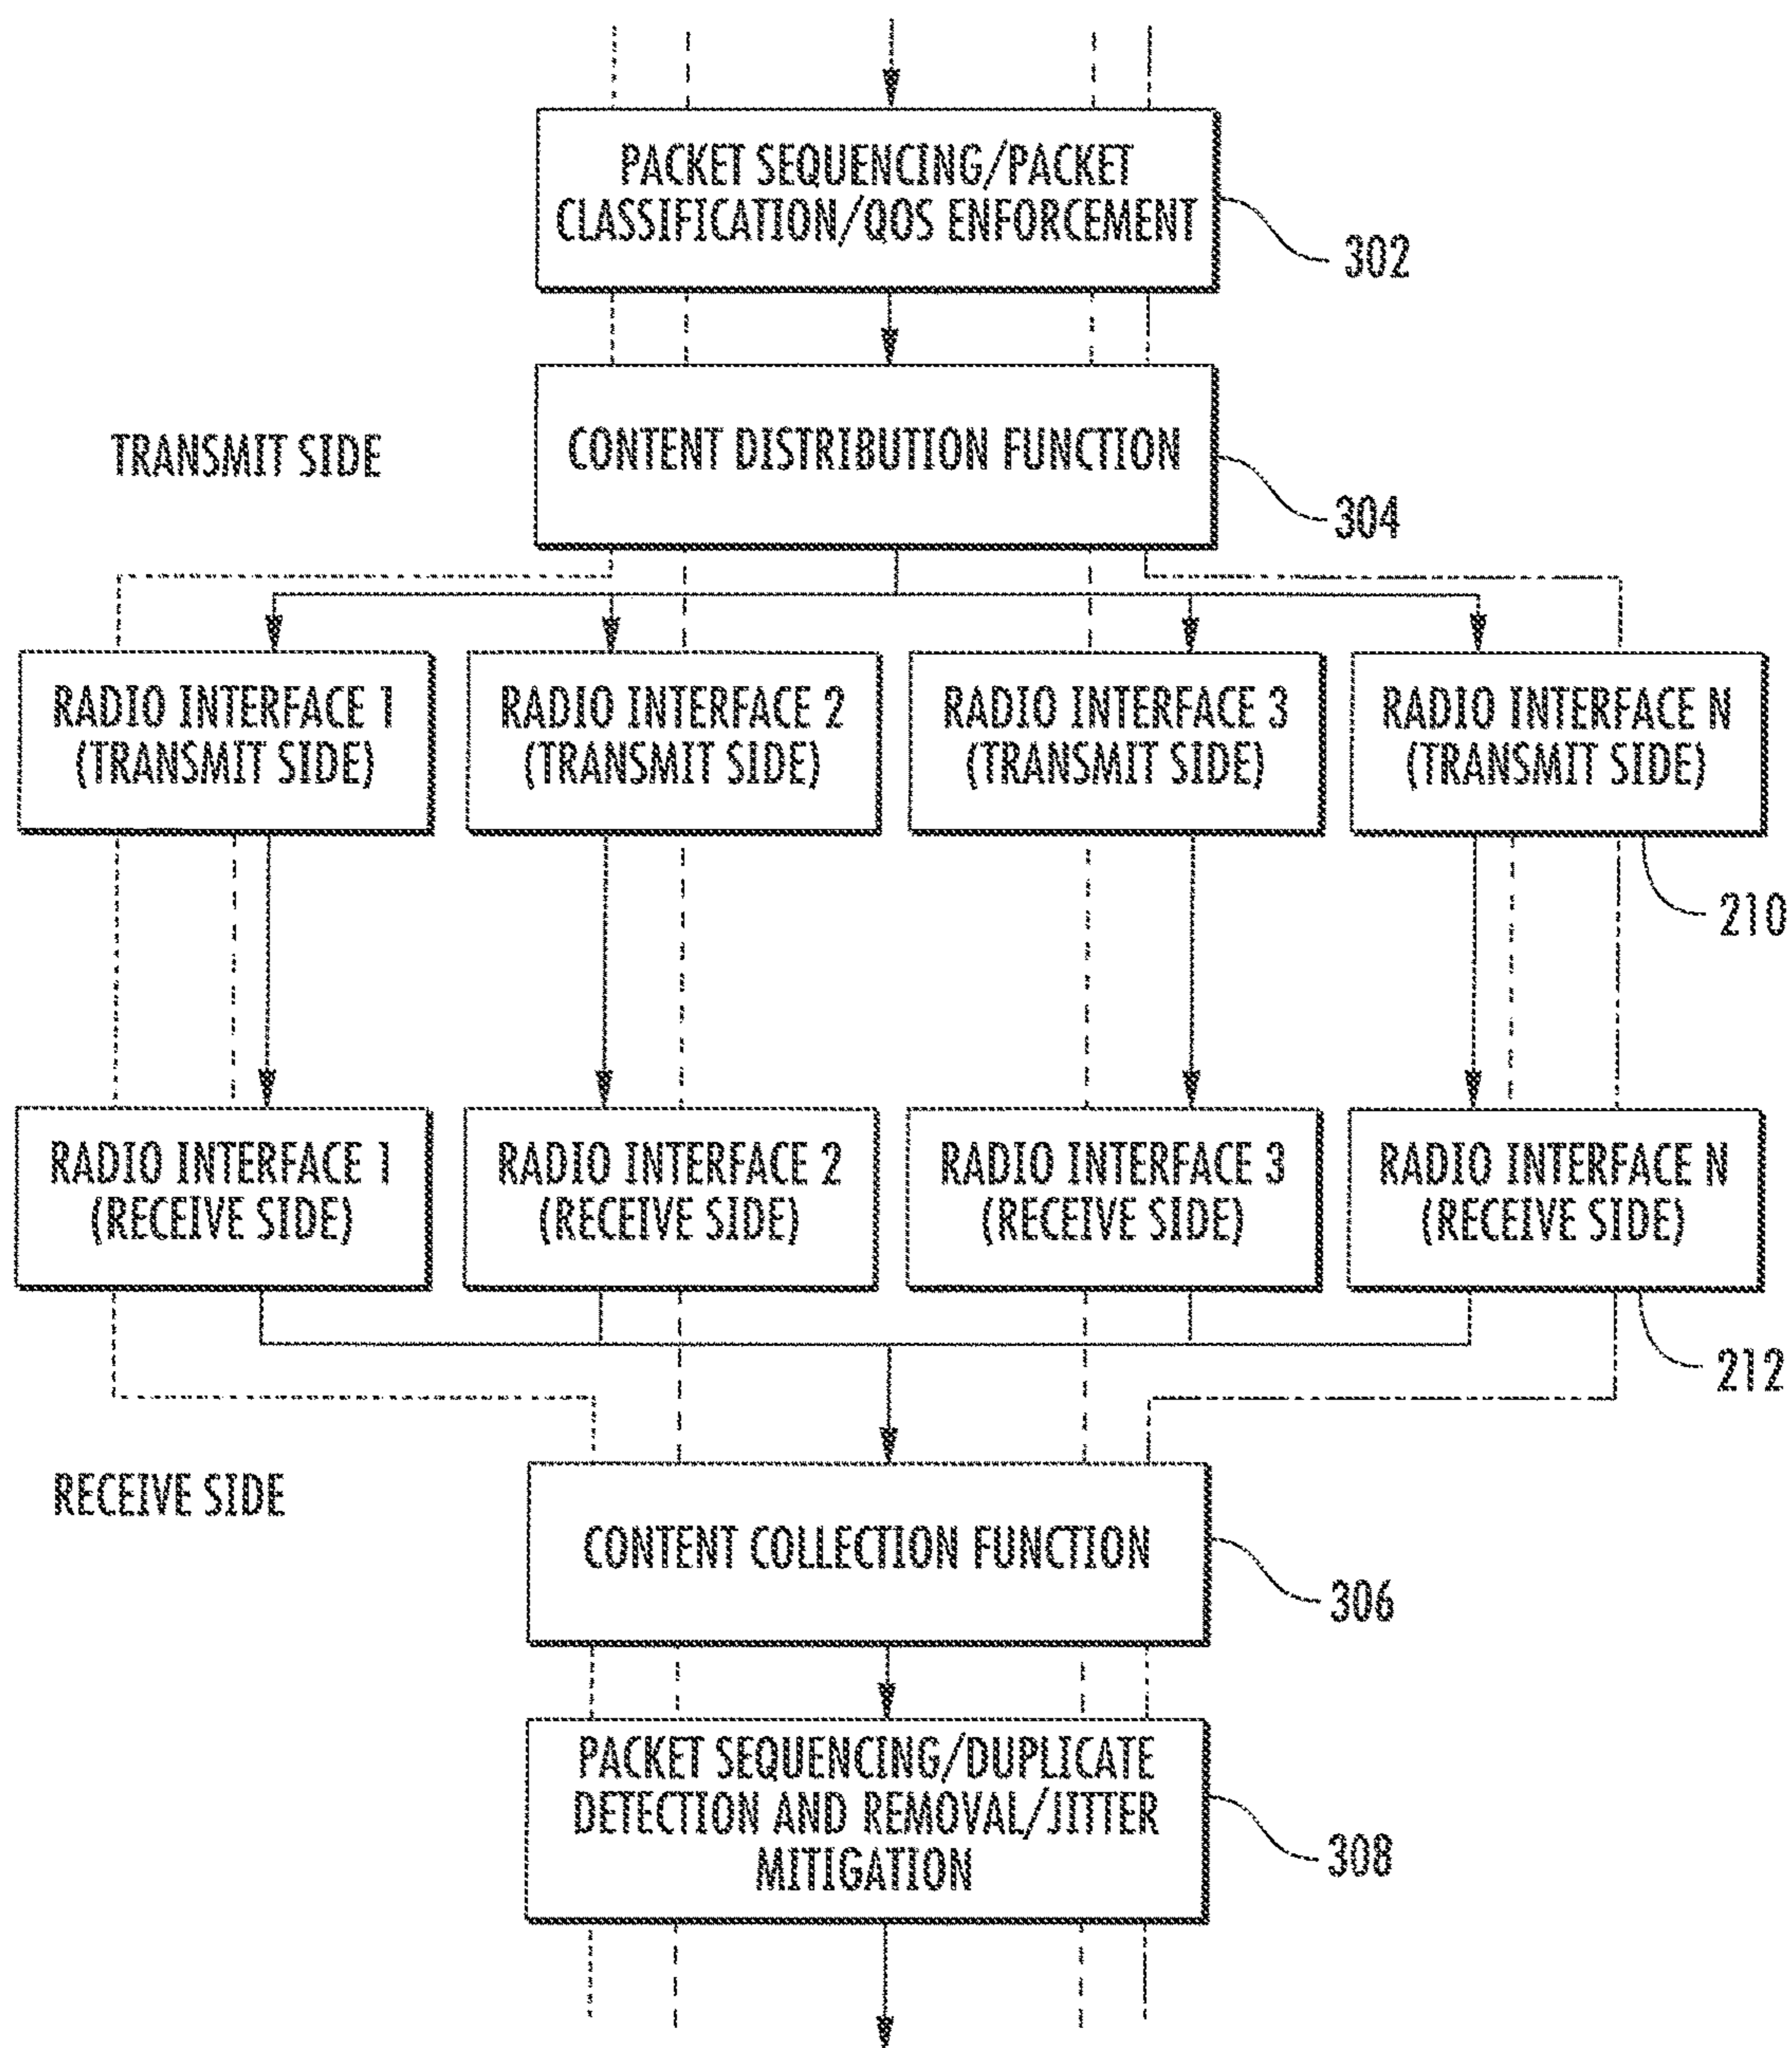 PACKET SEQUENCING/PACKET
CLASSIFICATION/QOS ENFORCEMENT
302
CONTENT DISTRIBUTION FUNCTION
TRANSMIT SIDE
304
RADIO INTERFACE 1
(TRANSMIT SIDE)
RADIO INTERFACE 2
(TRANSMIT SIDE)
RADIO INTERFACE 3
(TRANSMIT SIDE)
RADIO INTERFACE N
(TRANSMIT SIDE)
210
RADIO INTERFACE 1
(RECEIVE SIDE)
RADIO INTERFACE 2
(RECEIVE SIDE)
RADIO INTERFACE 3
(RECEIVE SIDE)
RADIO INTERFACE N
(RECEIVE SIDE)
212
RECEIVE SIDE
CONTENT COLLECTION FUNCTION
306
PACKET SEQUENCING/DUPLICATE
DETECTION AND REMOVAL/JITTER
MITIGATION
308